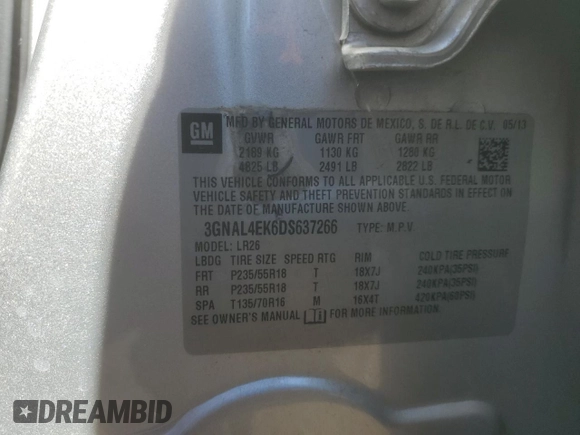 GM
MFD BY GENERAL MOTORS DE MEXICO, S. DE R.L. DE C.V. 05/13
GVWR GAWR FRT GAWR RR
2189 KG 1130 KG 1280 KG
4825 LB 2491 LB 2822 LB
THIS VEHICLE CONFORMS TO ALL APPLICABLE U.S. FEDERAL MOTOR
VEHICLE SAFETY AND THEFT PREVENTION STANDARDS IN EFFECT ON
THE DATE OF MANUFACTURE SHOWN ABOVE.
3GNAL4EK6DS637266 TYPE: M.P.V.
MODEL: LR26
LBDG TIRE SIZE SPEED RTG RIM COLD TIRE PRESSURE
FRT P235/55R18 T 18X7J 240KPA(35PSI)
RR P235/55R18 T 18X7J 240KPA(35PSI)
SPA T135/70R16 M 16X4T 420KPA(60PSI)
SEE OWNER'S MANUAL FOR MORE INFORMATION.
DREAMBID